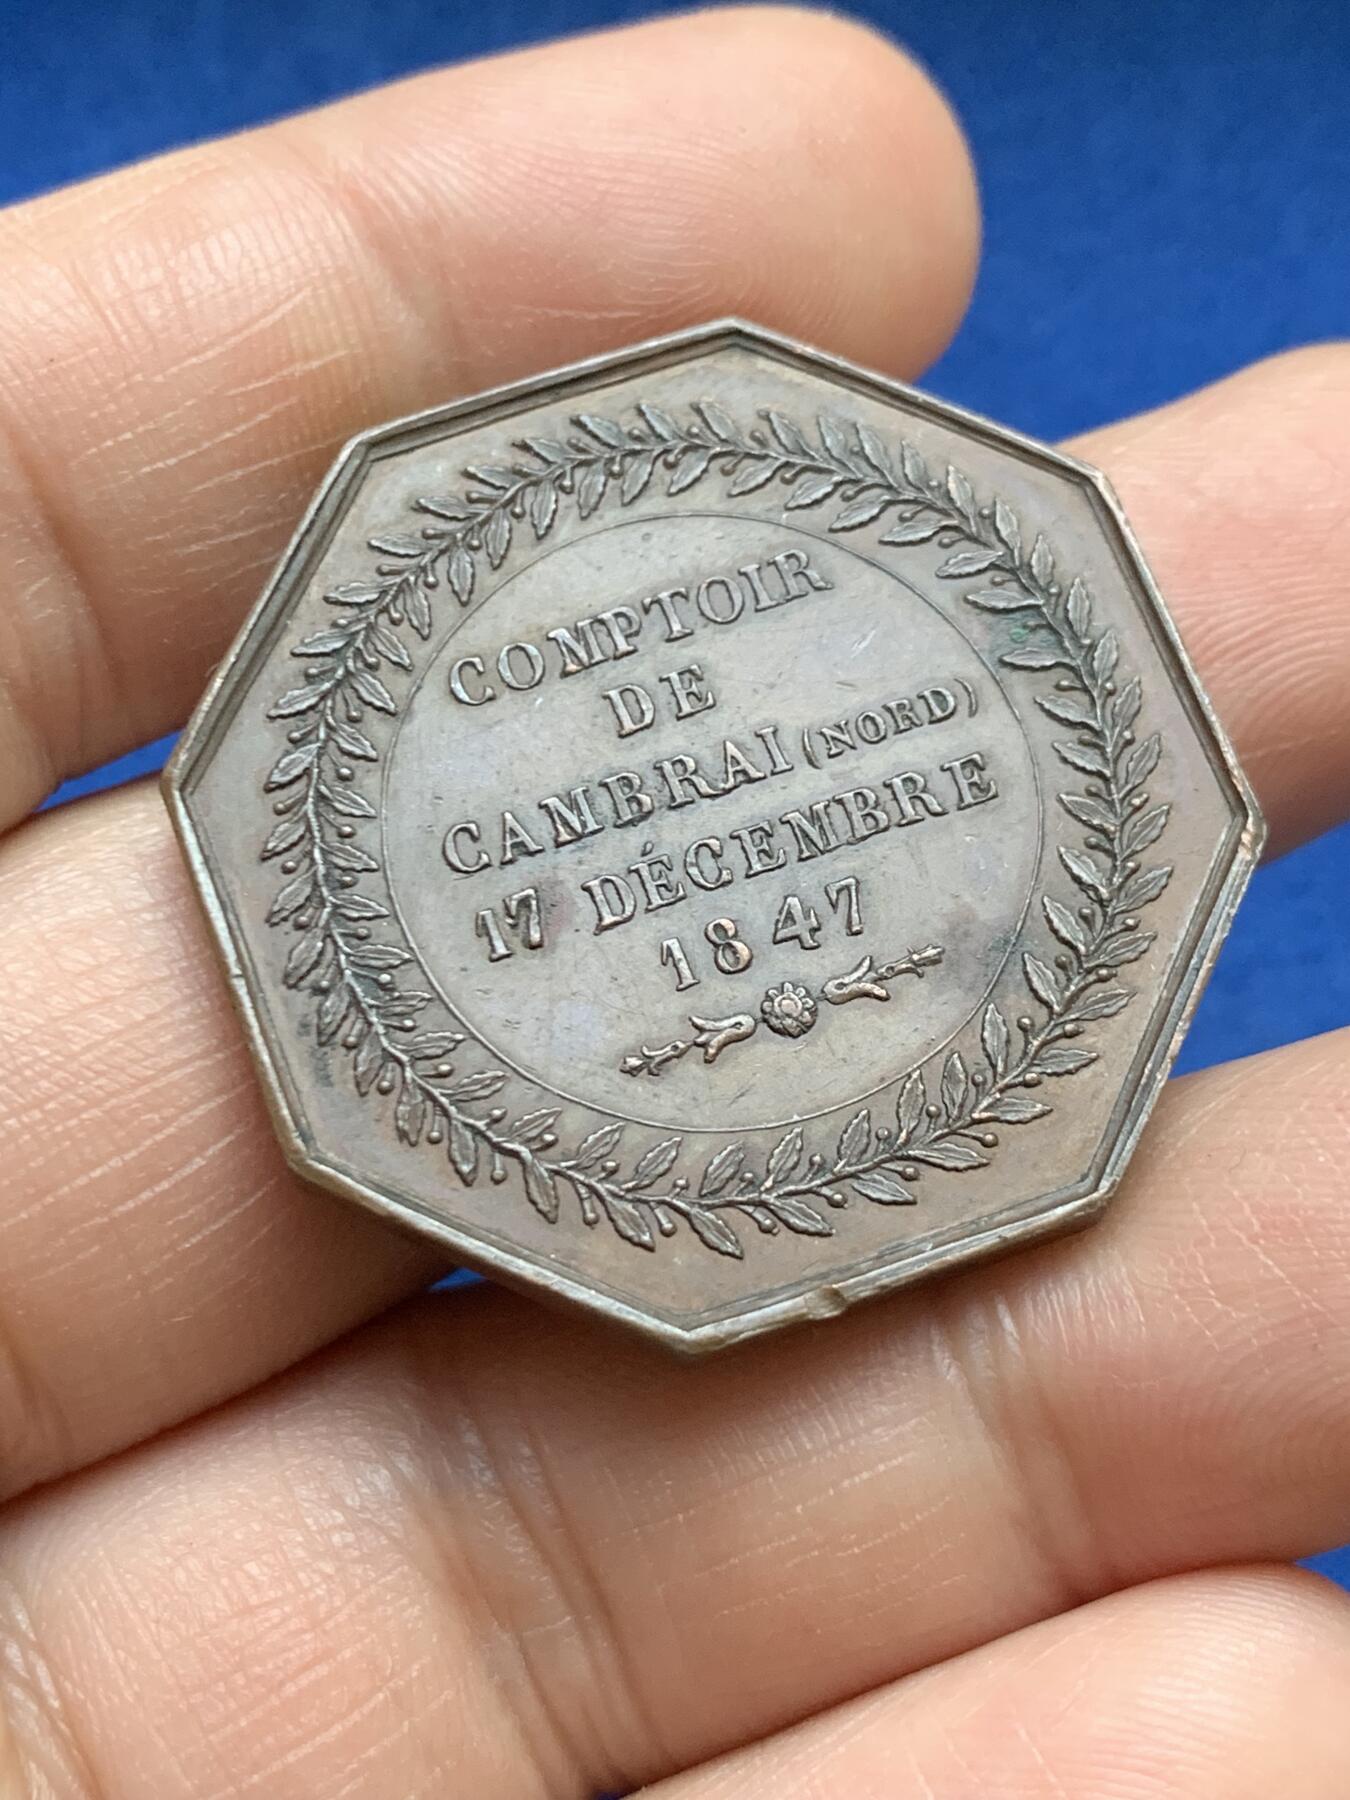 COMPTOIR
DE
CAMBRAI (NORD)
17 DÉCEMBRE
1847